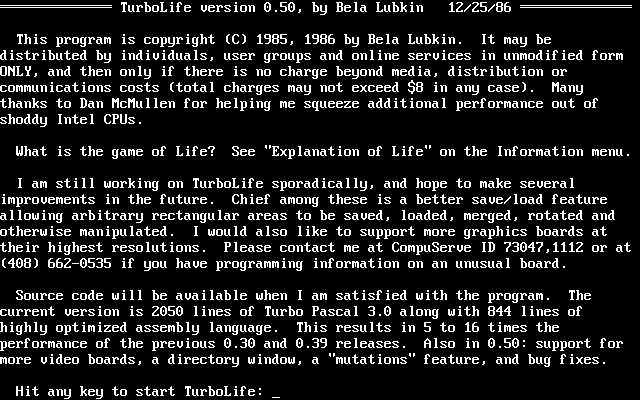 TurboLife version 0.50, by Bela Lubkin   12/25/86
This program is copyright (C) 1985, 1986 by Bela Lubkin.  It may be
distributed by individuals, user groups and online services in unmodified form
ONLY, and then only if there is no charge beyond media, distribution or
communications costs (total charges may not exceed $8 in any case).  Many
thanks to Dan McMullen for helping me squeeze additional performance out of
shoddy Intel CPUs.
What is the game of Life?  See "Explanation of Life" on the Information menu.
I am still working on TurboLife sporadically, and hope to make several
improvements in the future.  Chief among these is a better save/load feature
allowing arbitrary rectangular areas to be saved, loaded, merged, rotated and
otherwise manipulated.  I would also like to support more graphics boards at
their highest resolutions.  Please contact me at CompuServe ID 73047,1112 or at
(408) 662-0535 if you have programming information on an unusual board.
Source code will be available when I am satisfied with the program.  The
current version is 2050 lines of Turbo Pascal 3.0 along with 844 lines of
highly optimized assembly language.  This results in 5 to 16 times the
performance of the previous 0.30 and 0.39 releases.  Also in 0.50: support for
more video boards, a directory window, a "mutations" feature, and bug fixes.
Hit any key to start TurboLife: _